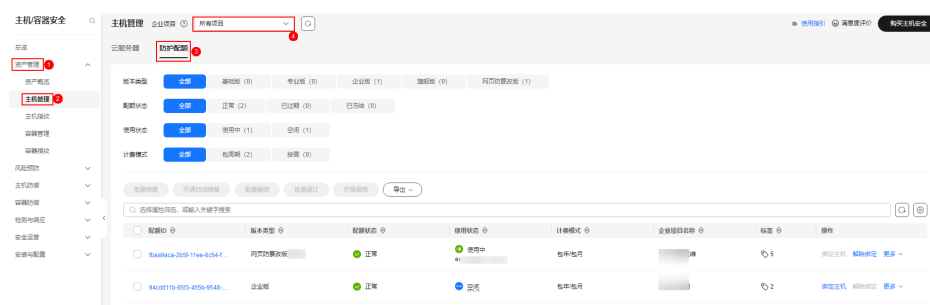 主机/容器安全
主机管理 企业项目 所有项目
使用指引 满意度评价 购买主机安全
4
总览
云服务器 防护配额 3
资产管理 1
资产概览
主机管理 2
主机指纹
容器管理
容器指纹
风险预防
主机防御
容器防御
检测与响应
安全运营
安装与配置
版本类型 全部 基础版 (0) 专业版 (0) 企业版 (1) 旗舰版 (0) 网页防篡改版 (1)
配额状态 全部 正常 (2) 已过期 (0) 已冻结 (0)
使用状态 全部 使用中 (1) 空闲 (1)
计费模式 全部 包周期 (2) 按需 (0)
批量续费 开通自动续费 批量解绑 批量退订 升级规格 导出
选择属性筛选，或输入关键字搜索
配额ID 版本类型 配额状态 使用状态 计费模式 企业项目名称 标签 操作
fbaa9aca-2b5f-11ee-8c64-f... 网页防篡改版 正常 使用中 包年/包月 5 绑定主机 解除绑定 更多
94cdd11b-65f3-455b-9548-... 企业版 正常 空闲 包年/包月 2 绑定主机 解除绑定 更多